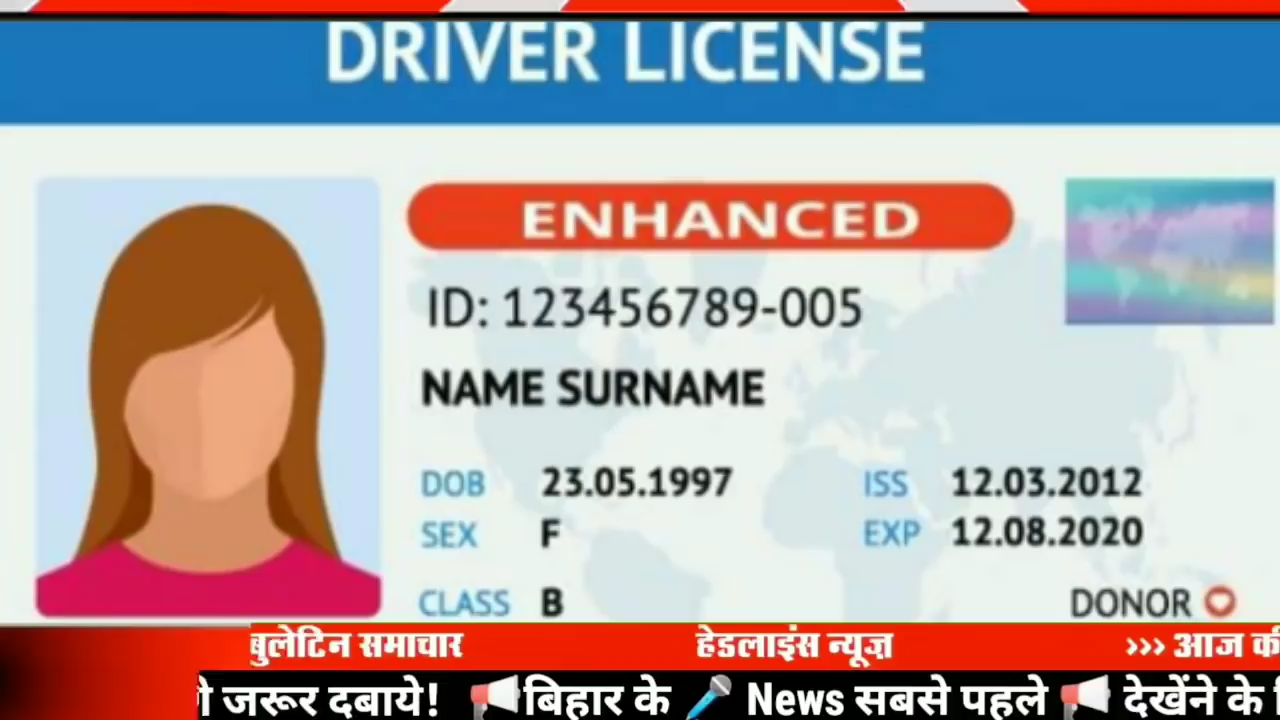 DRIVER LICENSE
ENHANCED
ID: 123456789-005
NAME SURNAME
DOB 23.05.1997 ISS 12.03.2012
SEX F EXP 12.08.2020
CLASS B DONOR
बुलेटिन समाचार हेडलाइंस न्यूज़ >>> आज की
जरूर दबाये! बिहार के News सबसे पहले देखेंने के